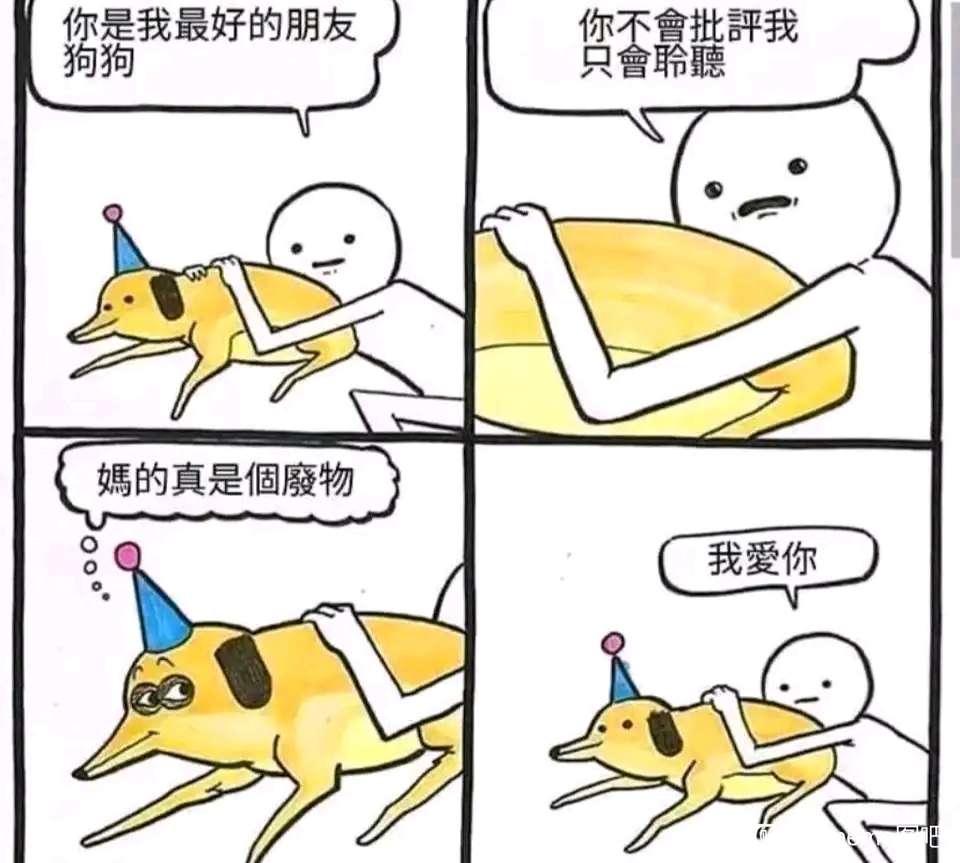 你是我最好的朋友
狗狗
你不會批評我
只會聆聽
媽的真是個廢物
我愛你